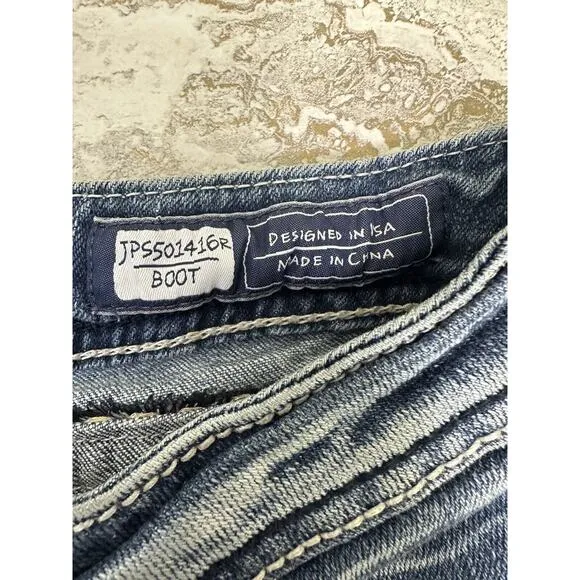 JPS501416R
BOOT
DESIGNED IN USA
MADE IN CHINA